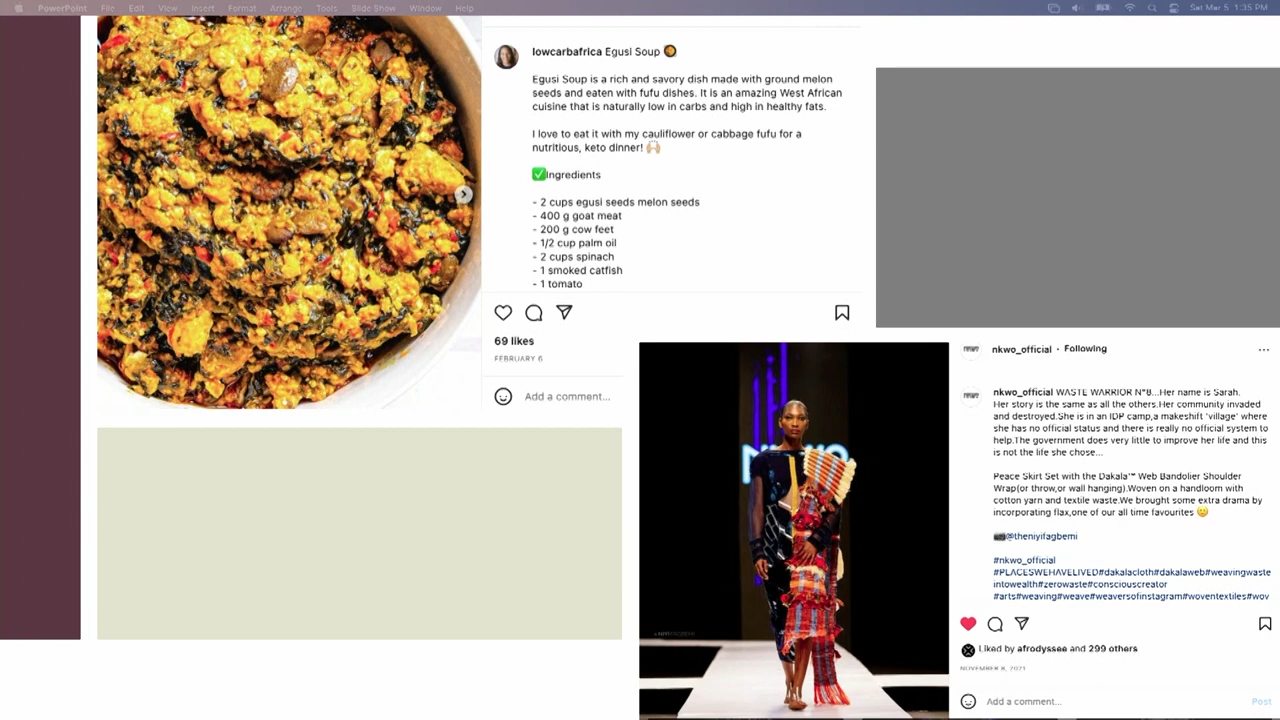 PowerPoint File Edit View Insert Format Arrange Tools Slide Show Window Help
Sat Mar 5 1:35 PM
lowcarbafrica Egusi Soup 🥘
Egusi Soup is a rich and savory dish made with ground melon
seeds and eaten with fufu dishes. It is an amazing West African
cuisine that is naturally low in carbs and high in healthy fats.
I love to eat it with my cauliflower or cabbage fufu for a
nutritious, keto dinner! 🙌🏼
✅Ingredients
- 2 cups egusi seeds melon seeds
- 400 g goat meat
- 200 g cow feet
- 1/2 cup palm oil
- 2 cups spinach
- 1 smoked catfish
- 1 tomato
69 likes
FEBRUARY 6
Add a comment...
nkwo_official · Following
nkwo_official WASTE WARRIOR N°8...Her name is Sarah.
Her story is the same as all the others.Her community invaded
and destroyed.She is in an IDP camp,a makeshift 'village' where
she has no official status and there is really no official system to
help.The government does very little to improve her life and this
is not the life she chose...
Peace Skirt Set with the Dakala™ Web Bandolier Shoulder
Wrap(or throw,or wall hanging).Woven on a handloom with
cotton yarn and textile waste.We brought some extra drama by
incorporating flax,one of our all time favourites 🙂
📷@theniyifagbemi
#nkwo_official
#PLACESWEHAVELIVED#dakalacloth#dakalaweb#weavingwaste
intowealth#zerowaste#consciouscreator
#arts#weaving#weave#weaversofinstagram#woventextiles#wov
Liked by afrodyssee and 299 others
NOVEMBER 8, 2021
Add a comment...
Post